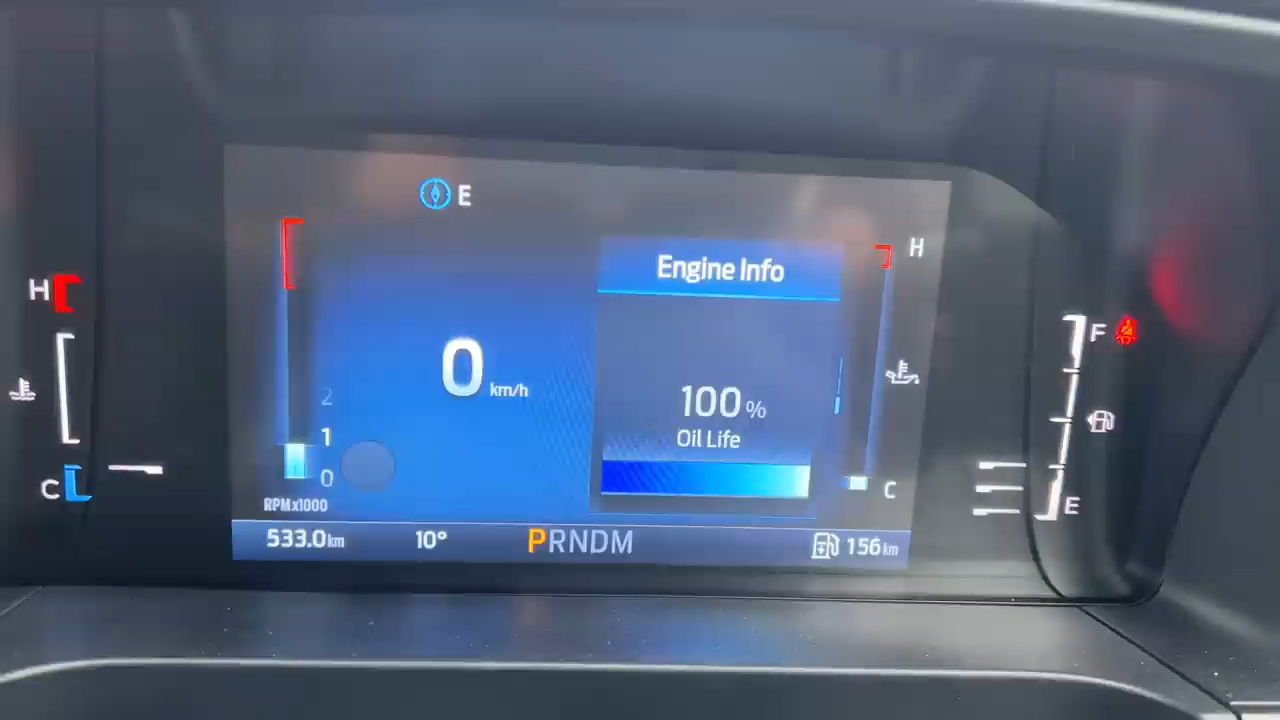 E
Engine Info
H
H
F
0 km/h
2
100 %
1
Oil Life
0
C
C
E
RPMx1000
533.0 km 10° PRNDM 156 km